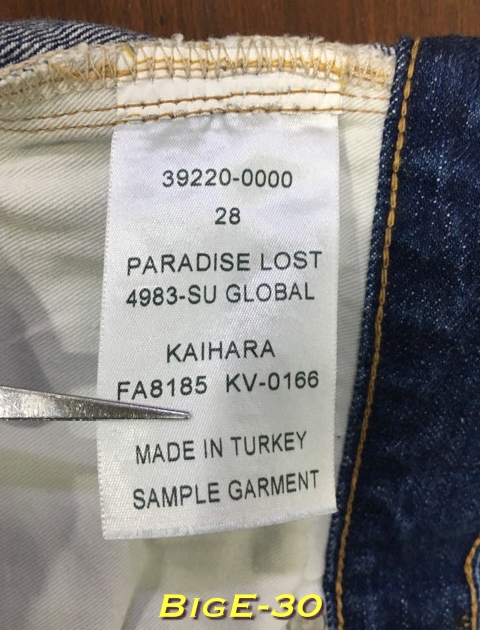 39220-0000
28
PARADISE LOST
4983-SU GLOBAL
KAIHARA
FA8185 KV-0166
MADE IN TURKEY
SAMPLE GARMENT
BIGE-30